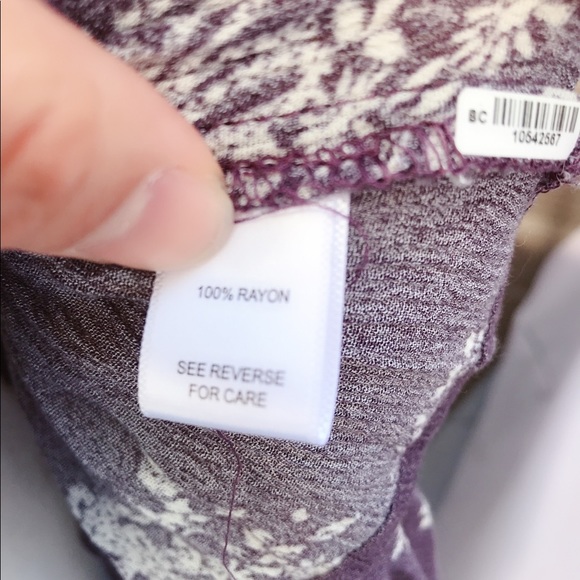 BC
10542567
100% RAYON
SEE REVERSE
FOR CARE